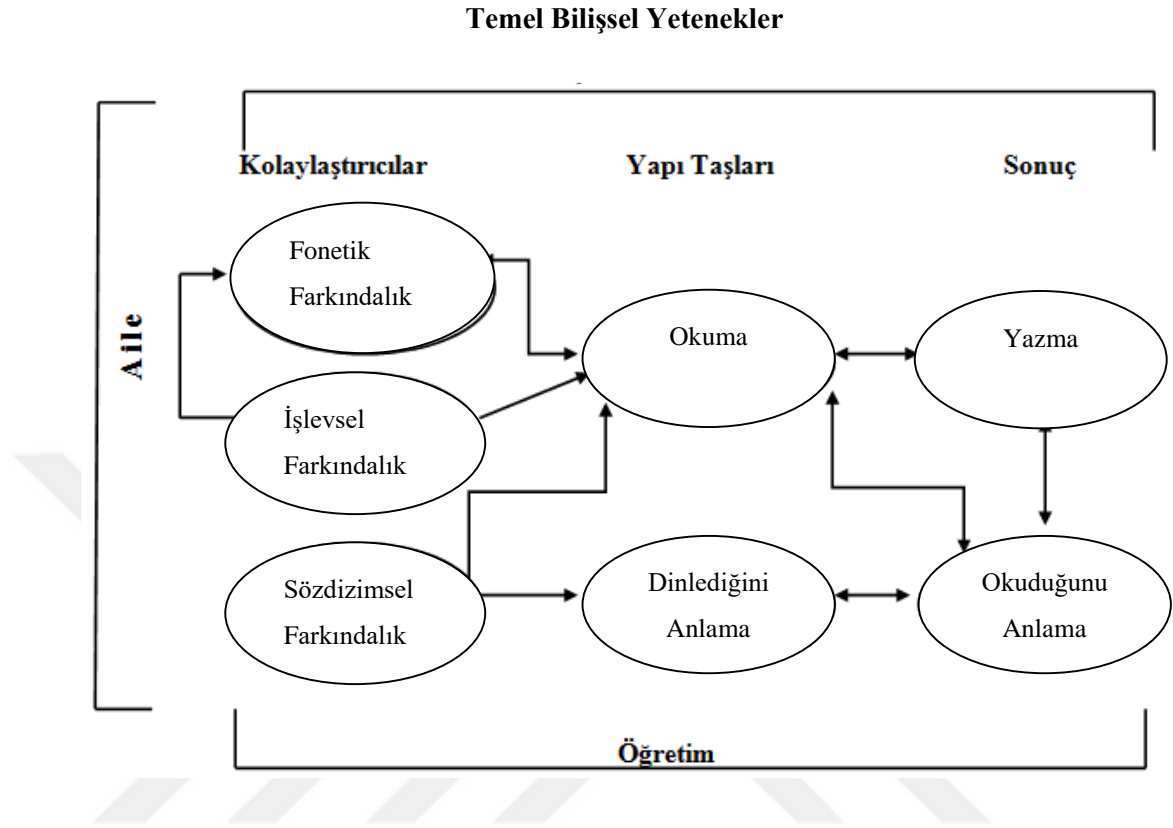 Temel Bilişsel Yetenekler
Kolaylaştırıcılar
Yapı Taşları
Sonuç
Aile
Fonetik
Farkındalık
Okuma
Yazma
İşlevsel
Farkındalık
Sözdizimsel
Farkındalık
Dinlediğini
Anlama
Okuduğunu
Anlama
Öğretim